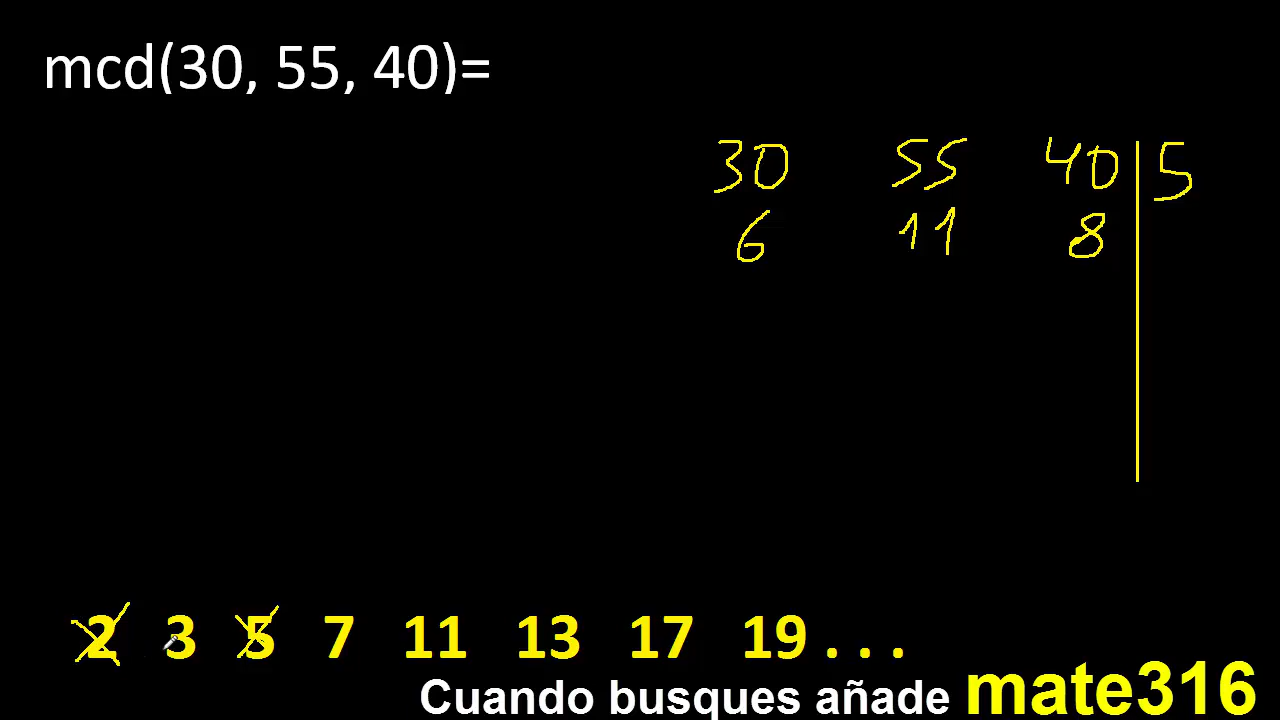 mcd(30, 55, 40)=
30 55 40 5
6 11 8
2 3 5 7 11 13 17 19 . . .
Cuando busques añade mate316